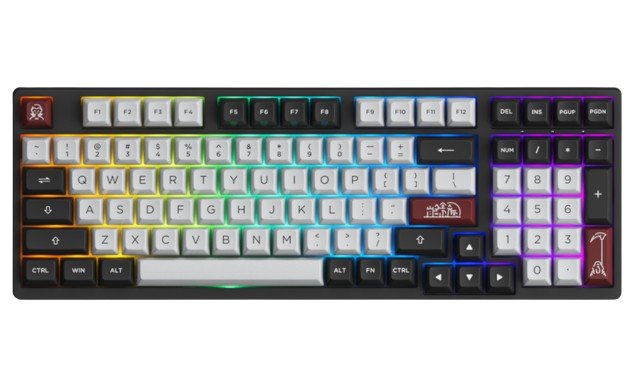 F1 F2 F3 F4 F5 F6 F7 F8 F9 F10 F11 F12 DEL INS PGUP PGDN
~ ! @ # $ % ^ & * ( ) — + NUM / * −
` 1 2 3 4 5 6 7 8 9 0 - =
Q W E R T Y U I O P { } | 7 8 9 +
[ ] \
A S D F G H J K L : " 4 5 6
; '
Z X C V B N M < > ? 1 2 3
, . /
CTRL WIN ALT ALT FN CTRL 0 .